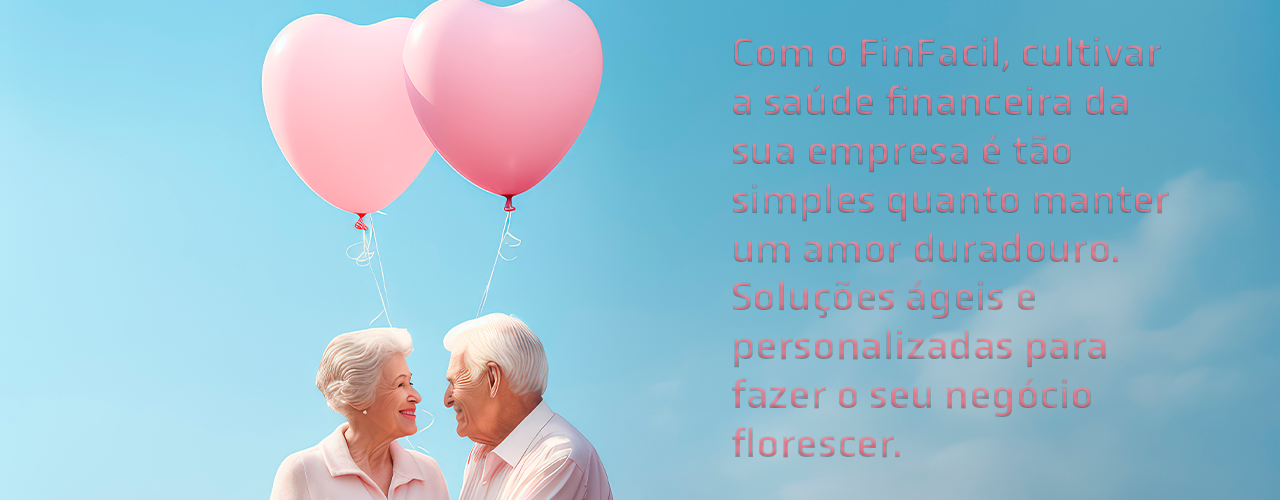 Com o FinFacil, cultivar
a saúde financeira da
sua empresa é tão
simples quanto manter
um amor duradouro.
Soluções ágeis e
personalizadas para
fazer o seu negócio
florescer.